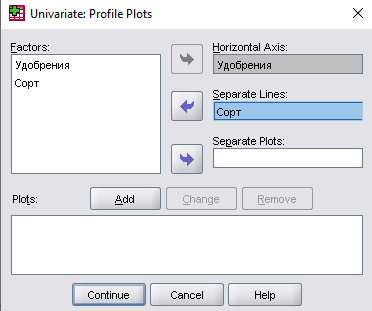 Univariate: Profile Plots
Factors:
Удобрения
Сорт
Horizontal Axis:
Удобрения
Separate Lines:
Сорт
Separate Plots:
Plots:
Add
Change
Remove
Continue
Cancel
Help